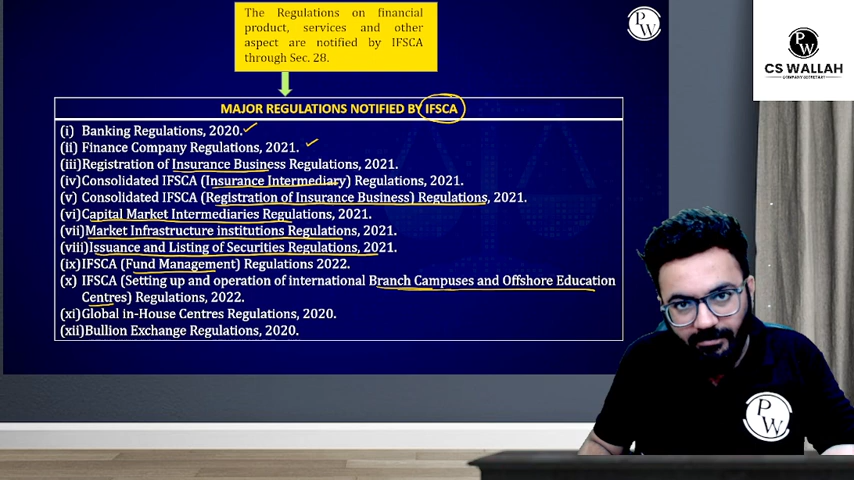 The Regulations on financial
product, services and other
aspect are notified by IFSCA
through Sec. 28.
PW
PW
CS WALLAH
COMPANY SECRETARY
MAJOR REGULATIONS NOTIFIED BY IFSCA
(i) Banking Regulations, 2020.
(ii) Finance Company Regulations, 2021.
(iii)Registration of Insurance Business Regulations, 2021.
(iv)Consolidated IFSCA (Insurance Intermediary) Regulations, 2021.
(v) Consolidated IFSCA (Registration of Insurance Business) Regulations, 2021.
(vi)Capital Market Intermediaries Regulations, 2021.
(vii)Market Infrastructure institutions Regulations, 2021.
(viii)Issuance and Listing of Securities Regulations, 2021.
(ix)IFSCA (Fund Management) Regulations 2022.
(x) IFSCA (Setting up and operation of international Branch Campuses and Offshore Education
Centres) Regulations, 2022.
(xi)Global in-House Centres Regulations, 2020.
(xii)Bullion Exchange Regulations, 2020.
PW